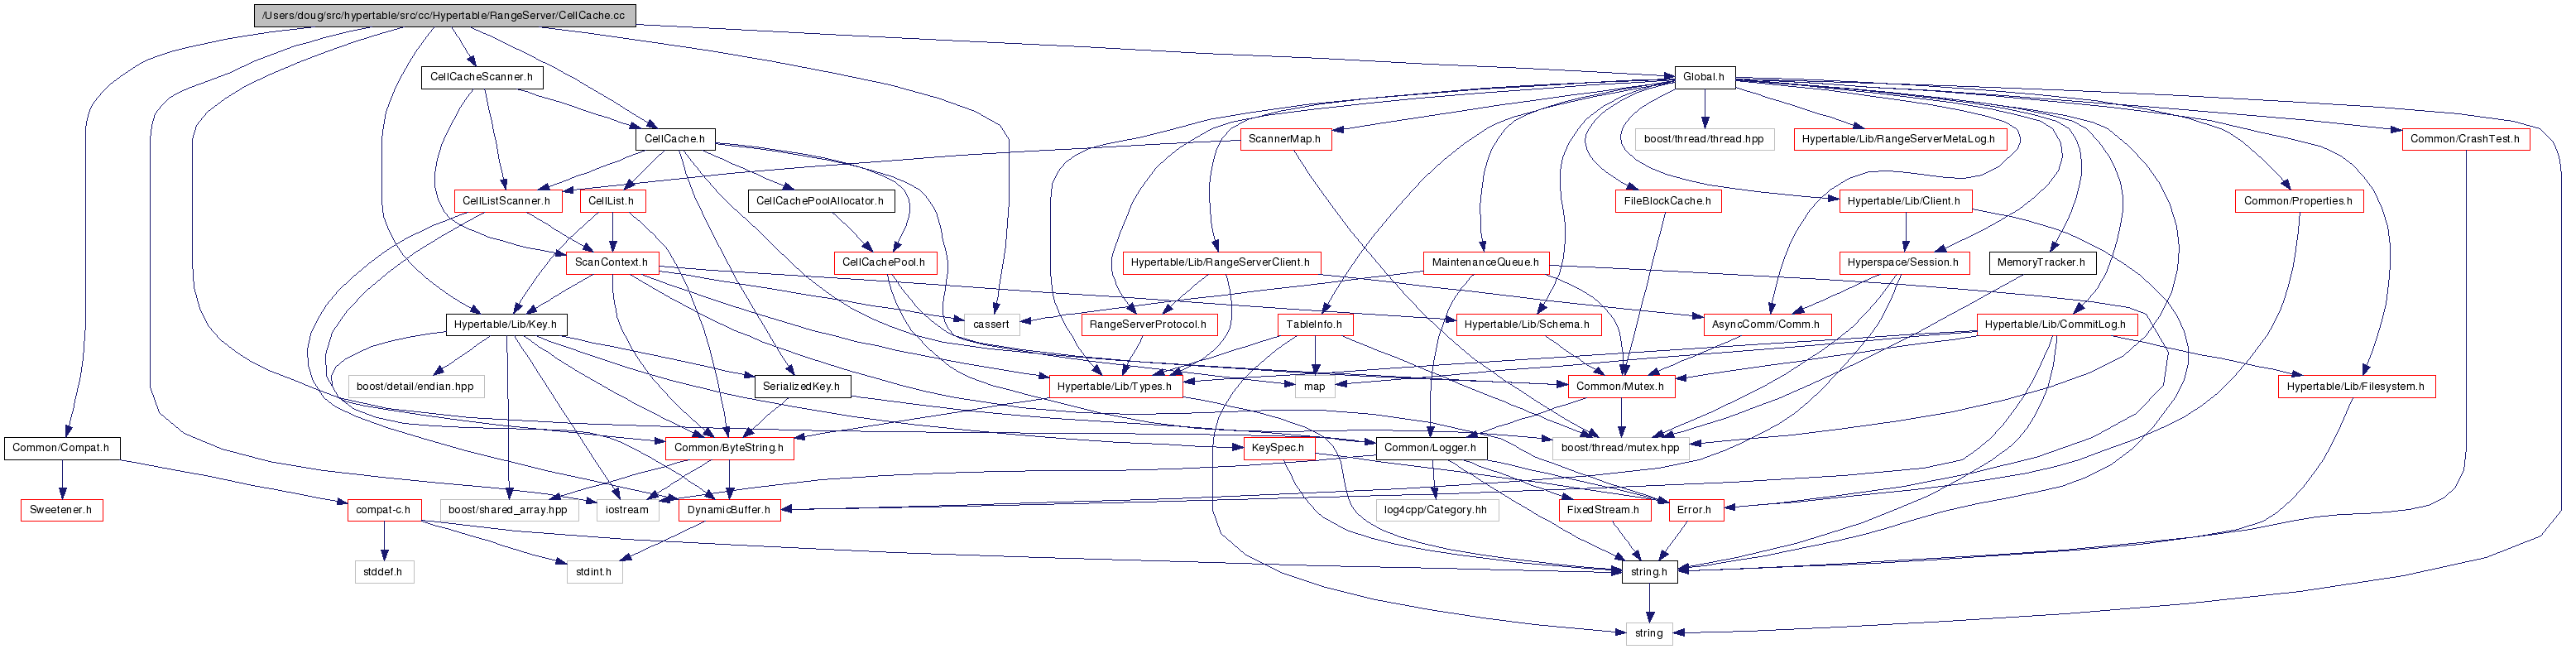 /Users/doug/src/hypertable/src/cc/Hypertable/RangeServer/CellCache.cc
CellCacheScanner.h
Global.h
CellCache.h
ScannerMap.h
boost/thread/thread.hpp
Hypertable/Lib/RangeServerMetaLog.h
Common/CrashTest.h
CellListScanner.h
CellList.h
CellCachePoolAllocator.h
FileBlockCache.h
Hypertable/Lib/Client.h
Common/Properties.h
ScanContext.h
CellCachePool.h
Hypertable/Lib/RangeServerClient.h
MaintenanceQueue.h
Hyperspace/Session.h
MemoryTracker.h
Hypertable/Lib/Key.h
cassert
RangeServerProtocol.h
TableInfo.h
Hypertable/Lib/Schema.h
AsyncComm/Comm.h
Hypertable/Lib/CommitLog.h
boost/detail/endian.hpp
SerializedKey.h
Hypertable/Lib/Types.h
map
Common/Mutex.h
Hypertable/Lib/Filesystem.h
Common/Compat.h
Common/ByteString.h
KeySpec.h
Common/Logger.h
boost/thread/mutex.hpp
Sweetener.h
compat-c.h
boost/shared_array.hpp
iostream
DynamicBuffer.h
log4cpp/Category.hh
FixedStream.h
Error.h
stddef.h
stdint.h
string.h
string